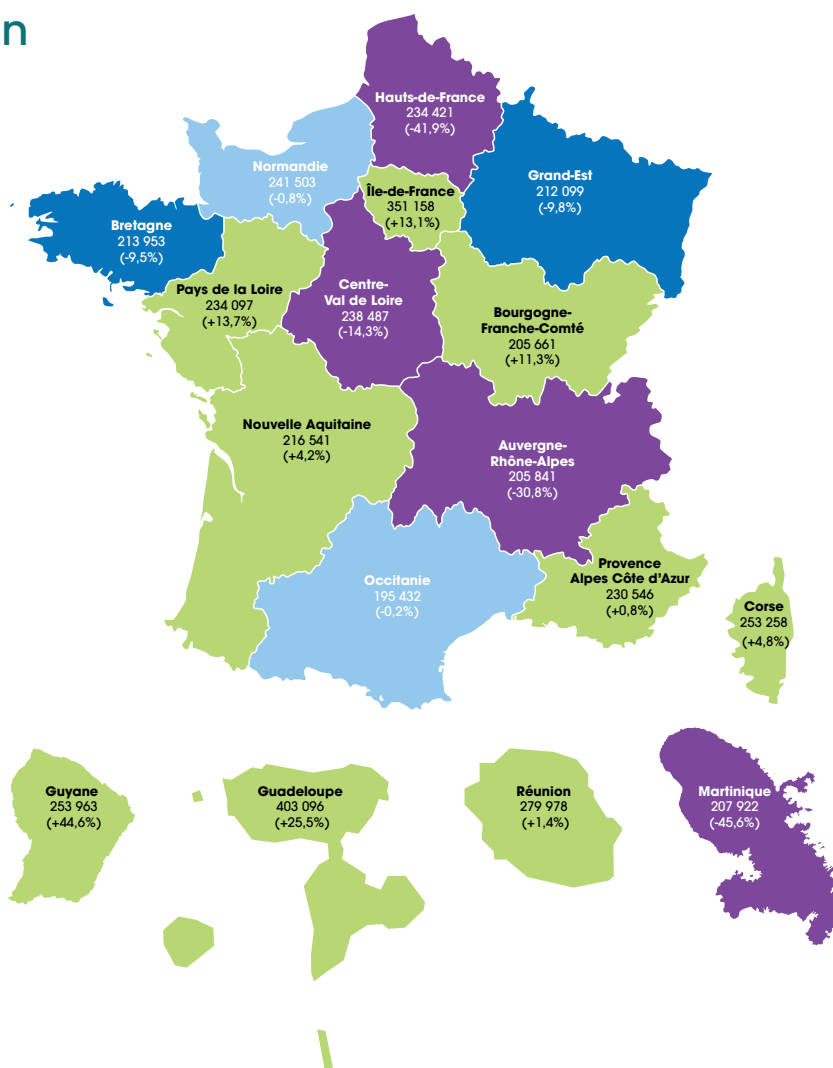 n
Hauts-de-France
234 421
(-41,9%)
Normandie
241 503
(-0,8%)
Île-de-France
351 158
(+13,1%)
Grand-Est
212 099
(-9,8%)
Bretagne
213 953
(-9,5%)
Pays de la Loire
234 097
(+13,7%)
Centre-
Val de Loire
238 487
(-14,3%)
Bourgogne-
Franche-Comté
205 661
(+11,3%)
Nouvelle Aquitaine
216 541
(+4,2%)
Auvergne-
Rhône-Alpes
205 841
(-30,8%)
Occitanie
195 432
(-0,2%)
Provence
Alpes Côte d'Azur
230 546
(+0,8%)
Corse
253 258
(+4,8%)
Guyane
253 963
(+44,6%)
Guadeloupe
403 096
(+25,5%)
Réunion
279 978
(+1,4%)
Martinique
207 922
(-45,6%)